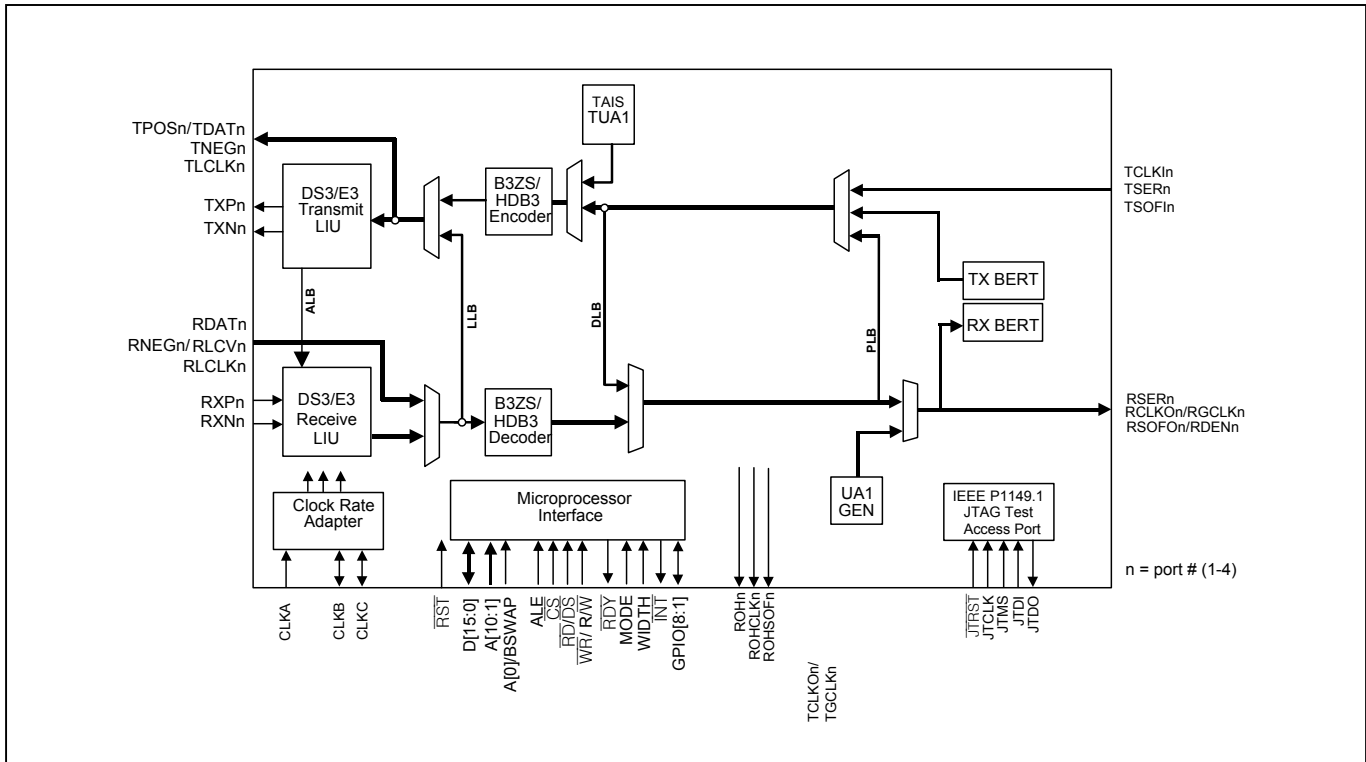 TAIS
TUA1
TPOSn/TDATn
TNEGn
TLCLKn
DS3/E3
Transmit
LIU
TXPn
TXNn
B3ZS/
HDB3
Encoder
TCLKIn
TSERn
TSOFIn
TX BERT
RX BERT
ALB
LLB
DLB
PLB
RDATn
RNEGn/ RLCVn
RLCLKn
RXPn
RXNn
DS3/E3
Receive
LIU
B3ZS/
HDB3
Decoder
RSERn
RCLKOn/RGCLKn
RSOFOn/RDENn
UA1
GEN
Clock Rate
Adapter
Microprocessor
Interface
IEEE P1149.1
JTAG Test
Access Port
n = port # (1-4)
CLKA
CLKB
CLKC
RST
D[15:0]
A[10:1]
A[0]/BSWAP
ALE
CS
RD/DS
WR/ R/W
RDY
MODE
WIDTH
INT
GPIO[8:1]
ROHn
ROHCLKn
ROHSOFn
TCLKOn/
TGCLKn
JTRST
JTCLK
JTMS
JTDI
JTDO